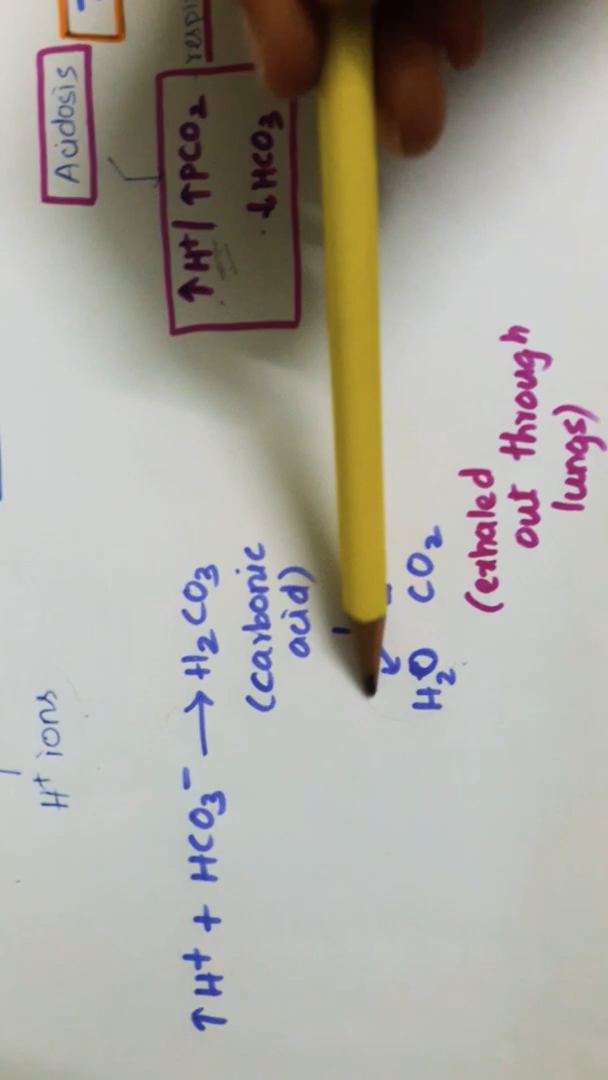 Acidosis
↑H+/ ↑PCO2
↓HCO3
H+ ions
↑H+ + HCO3- → H2CO3
(carbonic
acid)
H2O CO2
(exhaled
out through
lungs)